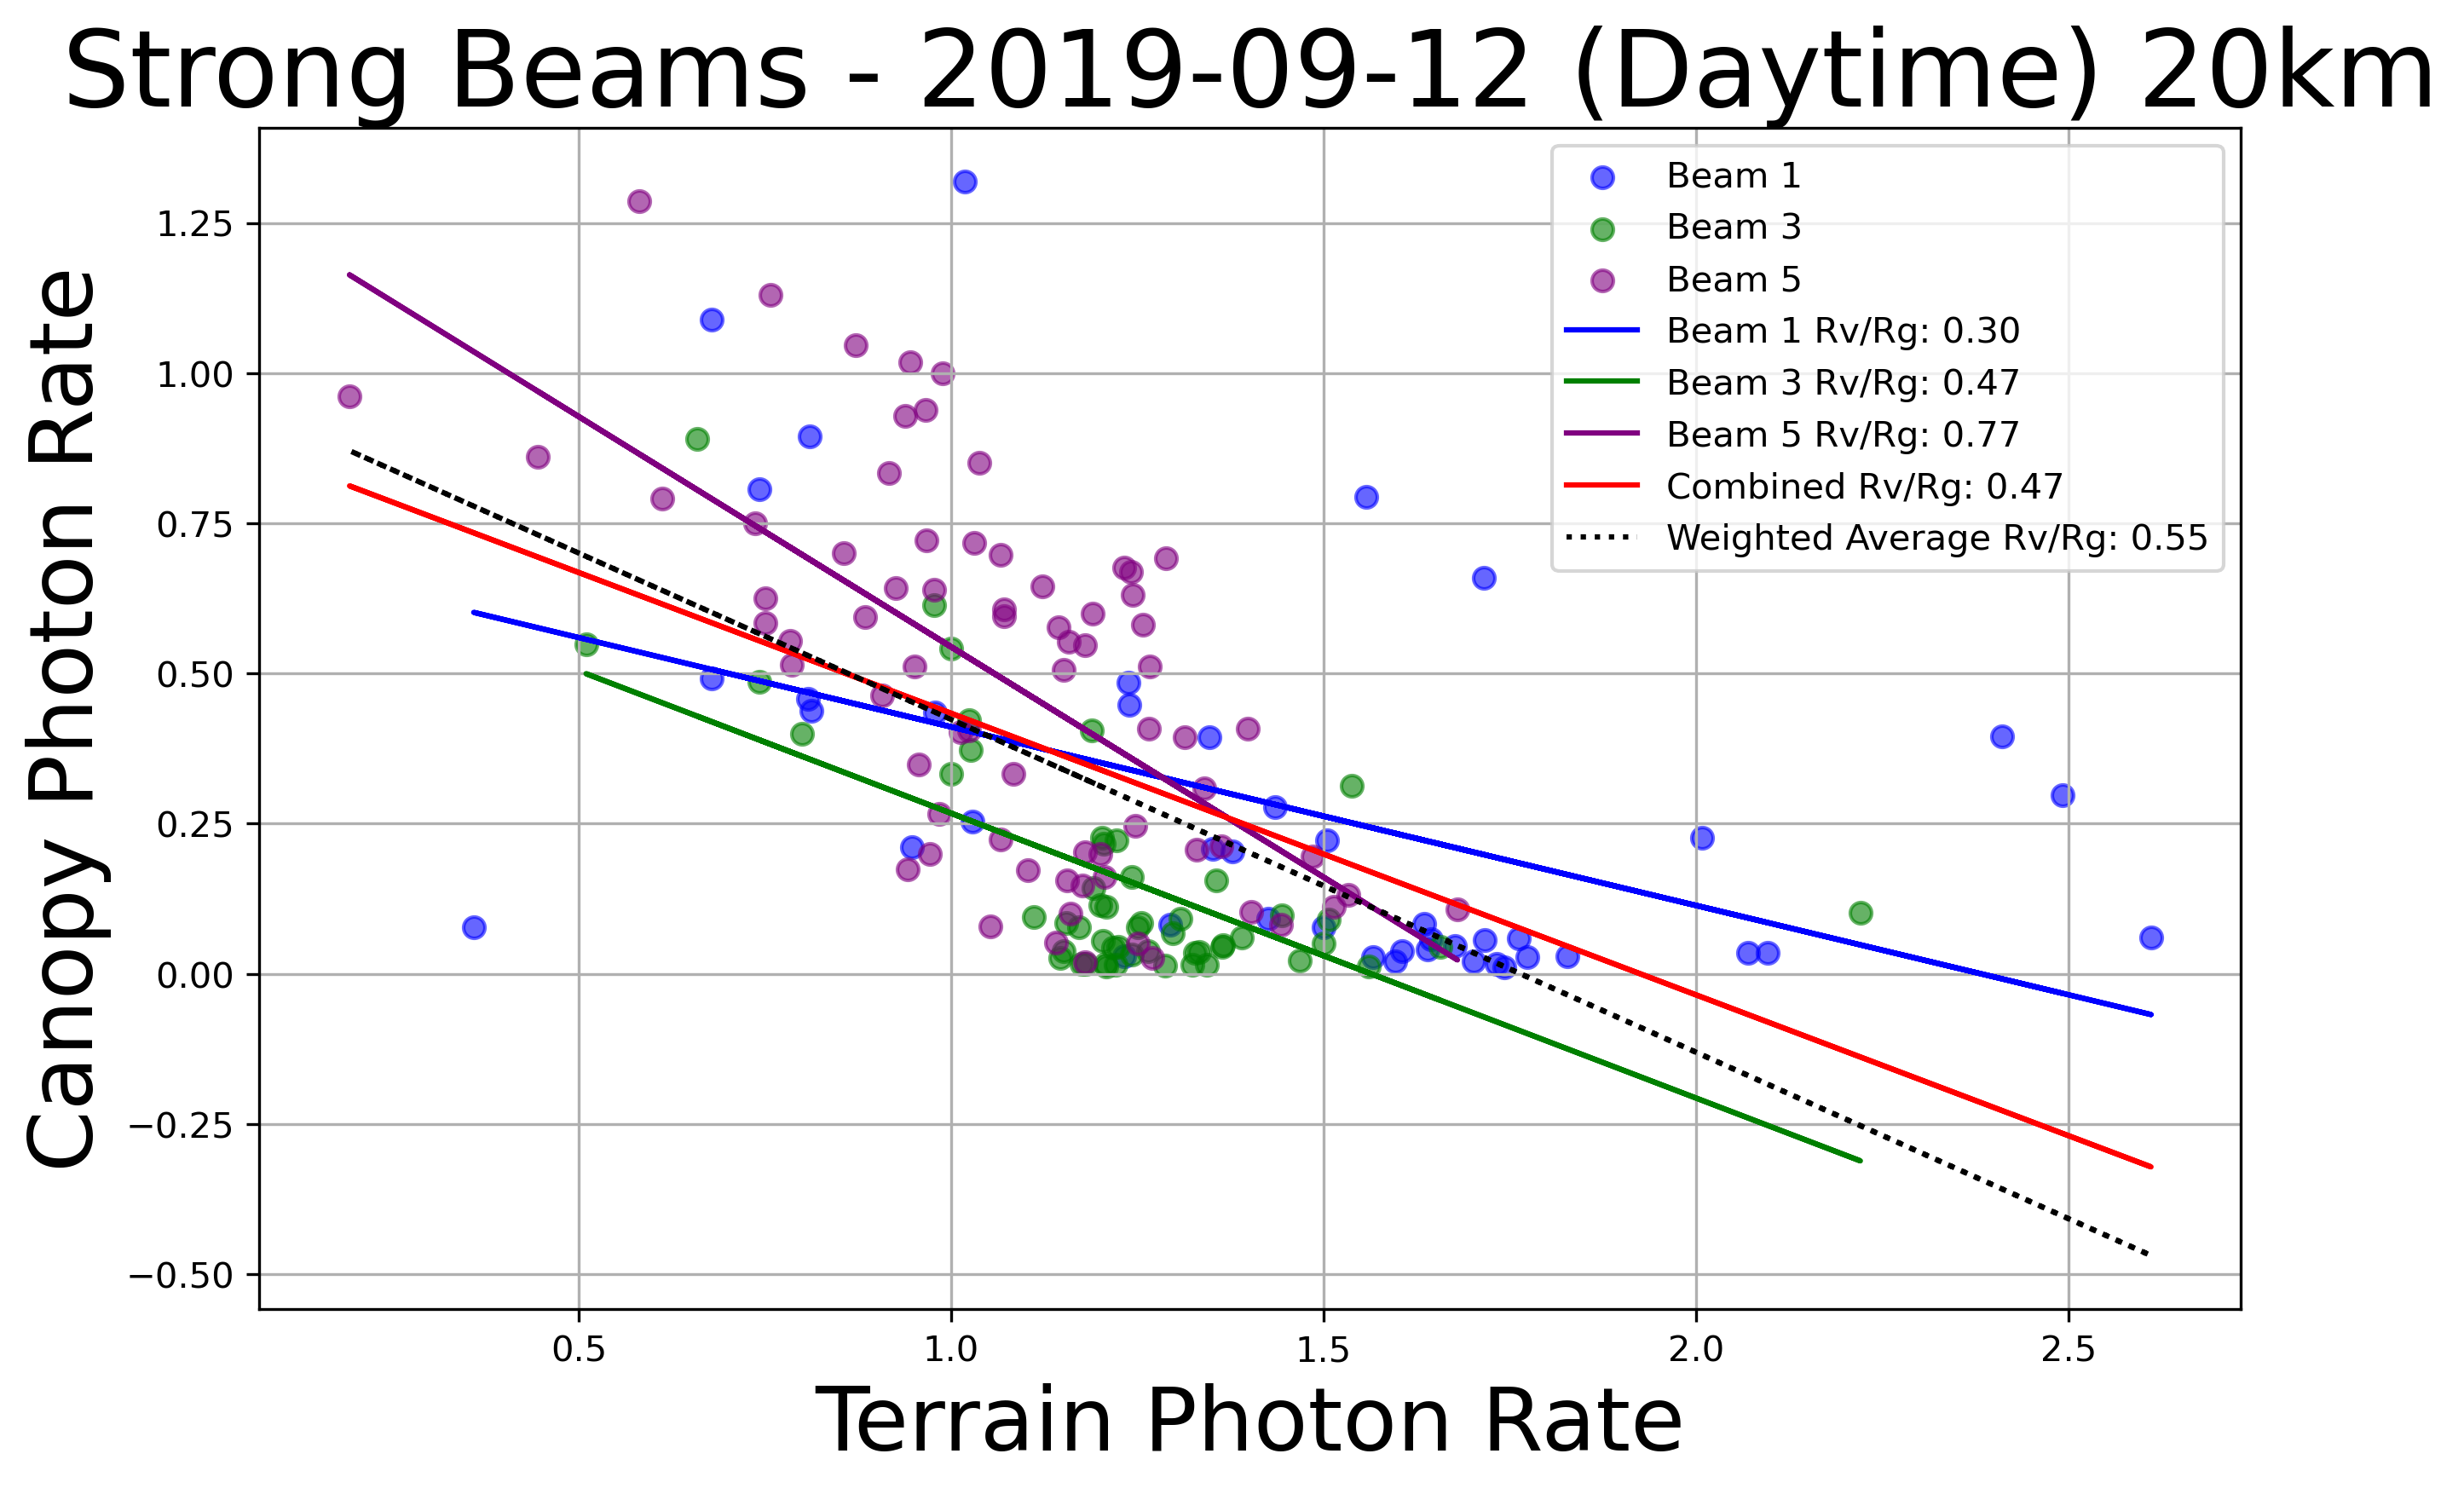 Strong Beams - 2019-09-12 (Daytime) 20km
Canopy Photon Rate
1.25
1.00
0.75
0.50
0.25
0.00
−0.25
−0.50
Beam 1
Beam 3
Beam 5
Beam 1 Rv/Rg: 0.30
Beam 3 Rv/Rg: 0.47
Beam 5 Rv/Rg: 0.77
Combined Rv/Rg: 0.47
Weighted Average Rv/Rg: 0.55
0.5 1.0 1.5 2.0 2.5
Terrain Photon Rate